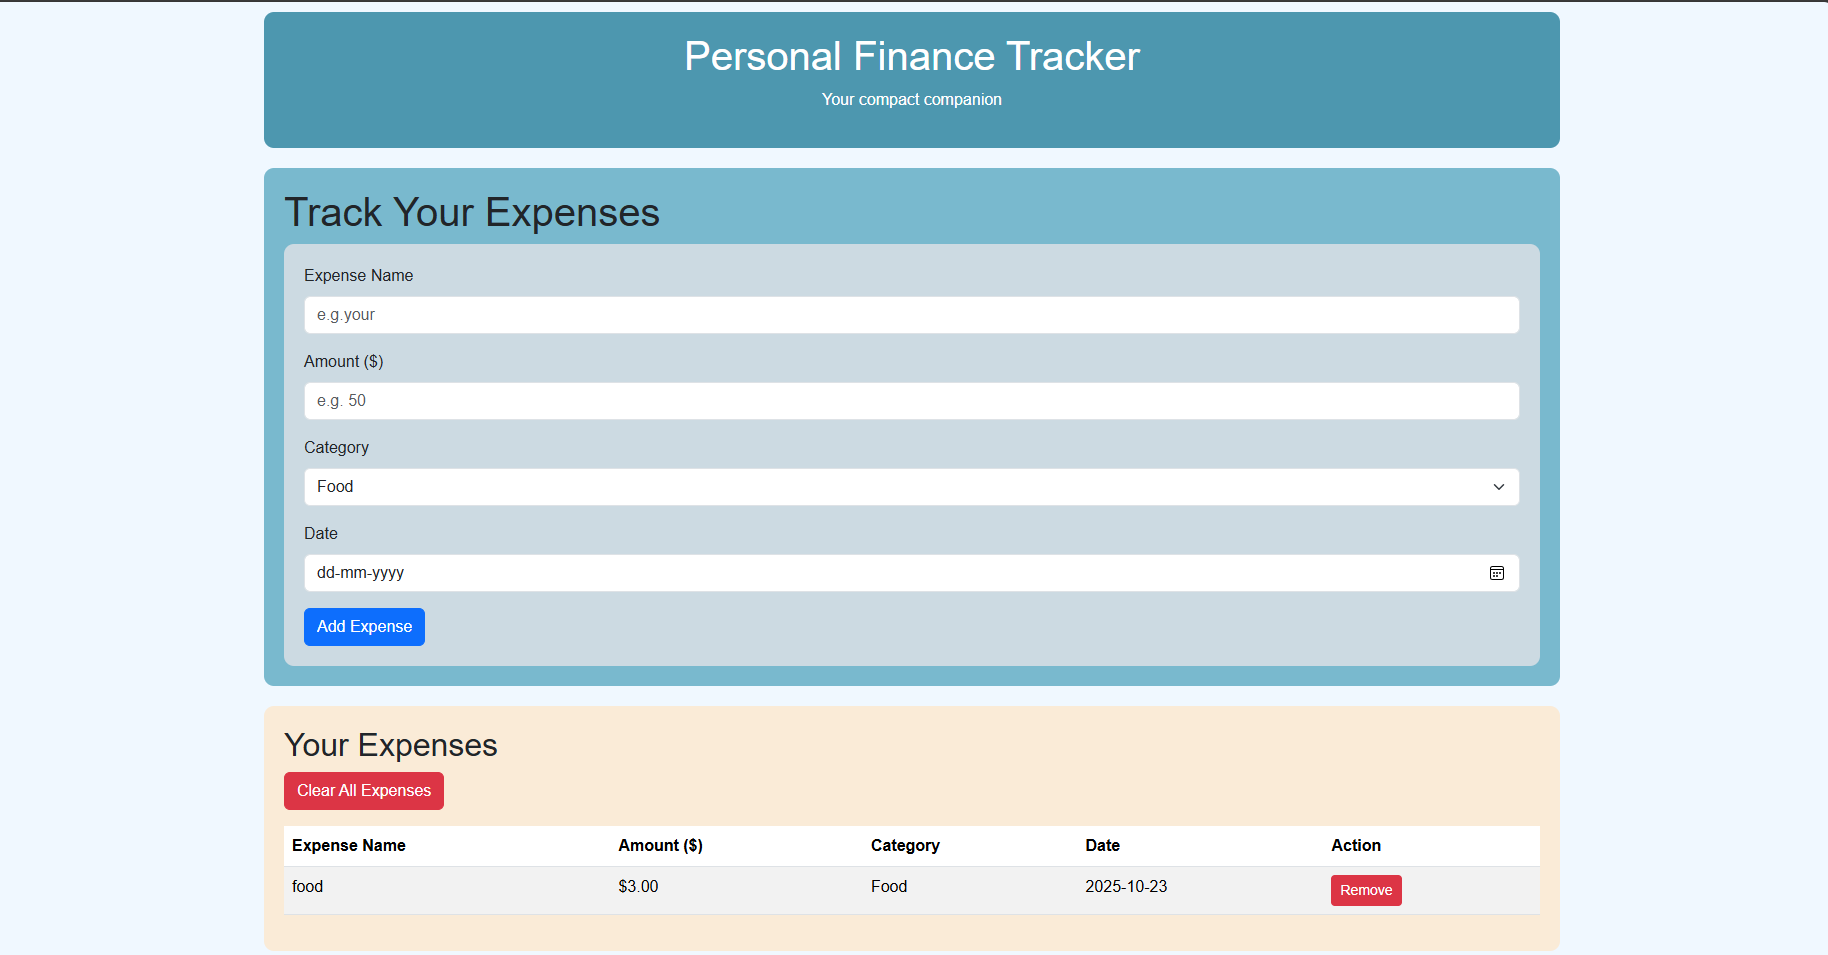 Personal Finance Tracker
Your compact companion
Track Your Expenses
Expense Name
e.g.your
Amount ($)
e.g. 50
Category
Food
Date
dd-mm-yyyy
Add Expense
Your Expenses
Clear All Expenses
Expense Name Amount ($) Category Date Action
food $3.00 Food 2025-10-23 Remove